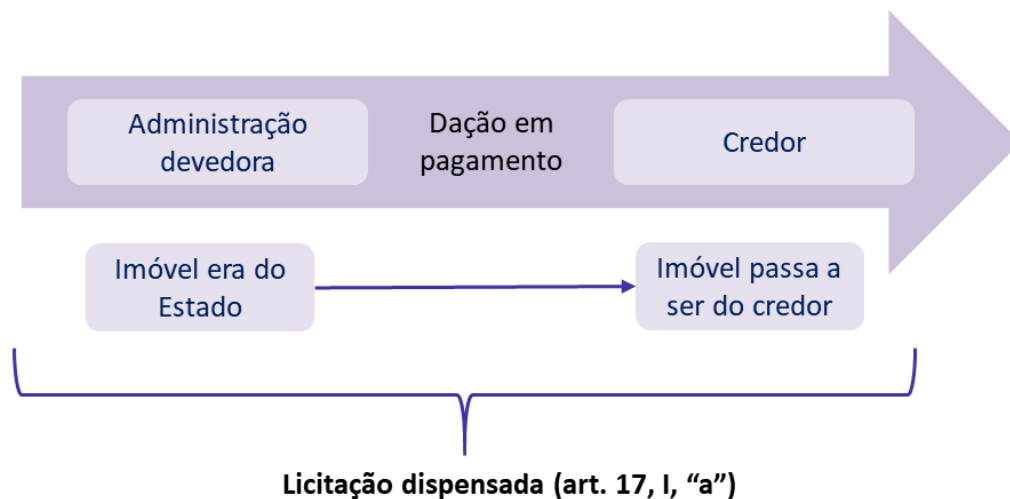 Administração
devedora
Dação em
pagamento
Credor
Imóvel era do
Estado
Imóvel passa a
ser do credor
Licitação dispensada (art. 17, I, “a”)